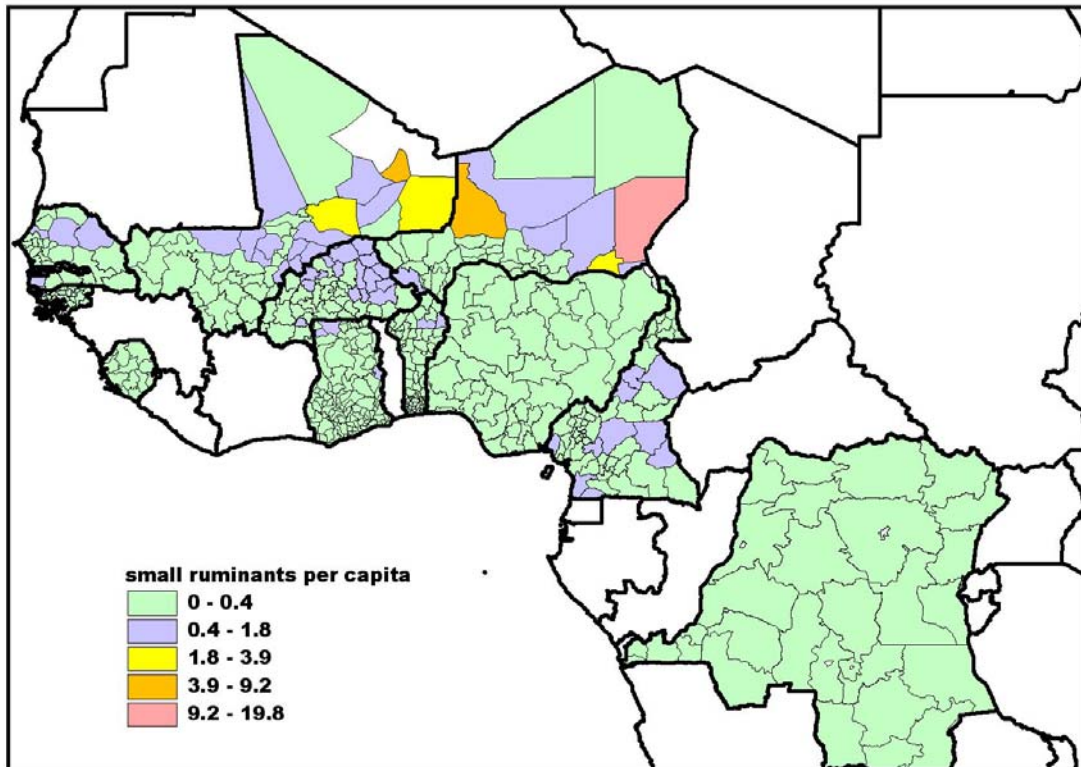 small ruminants per capita
0 - 0.4
0.4 - 1.8
1.8 - 3.9
3.9 - 9.2
9.2 - 19.8